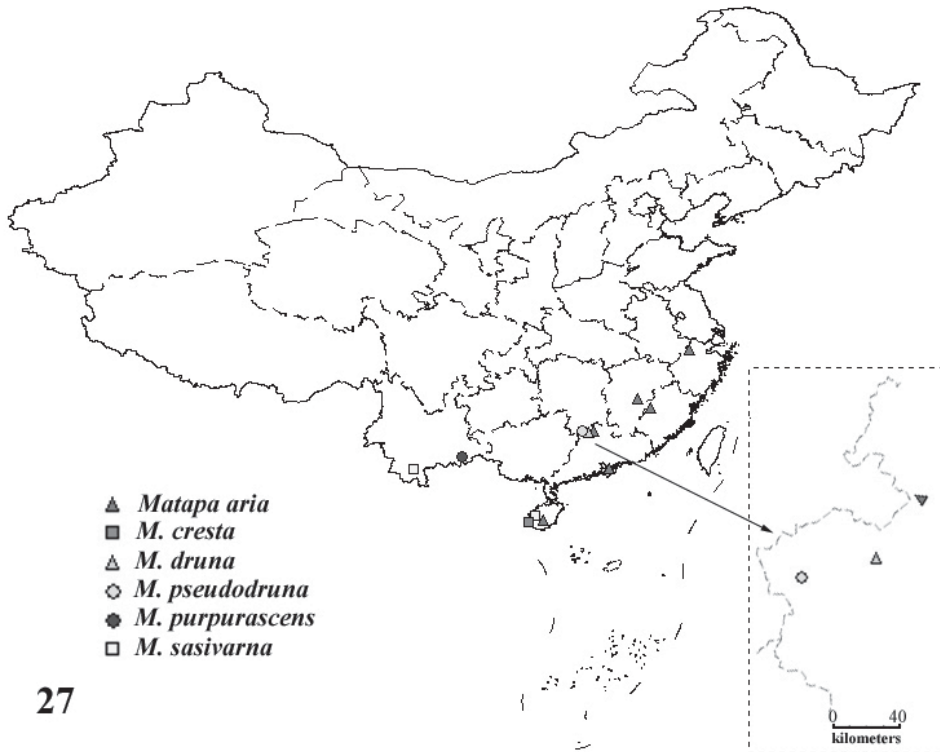 Matapa aria
M. cresta
M. druna
M. pseudodruna
M. purpurascens
M. sasivarna
27
0 40
kilometers